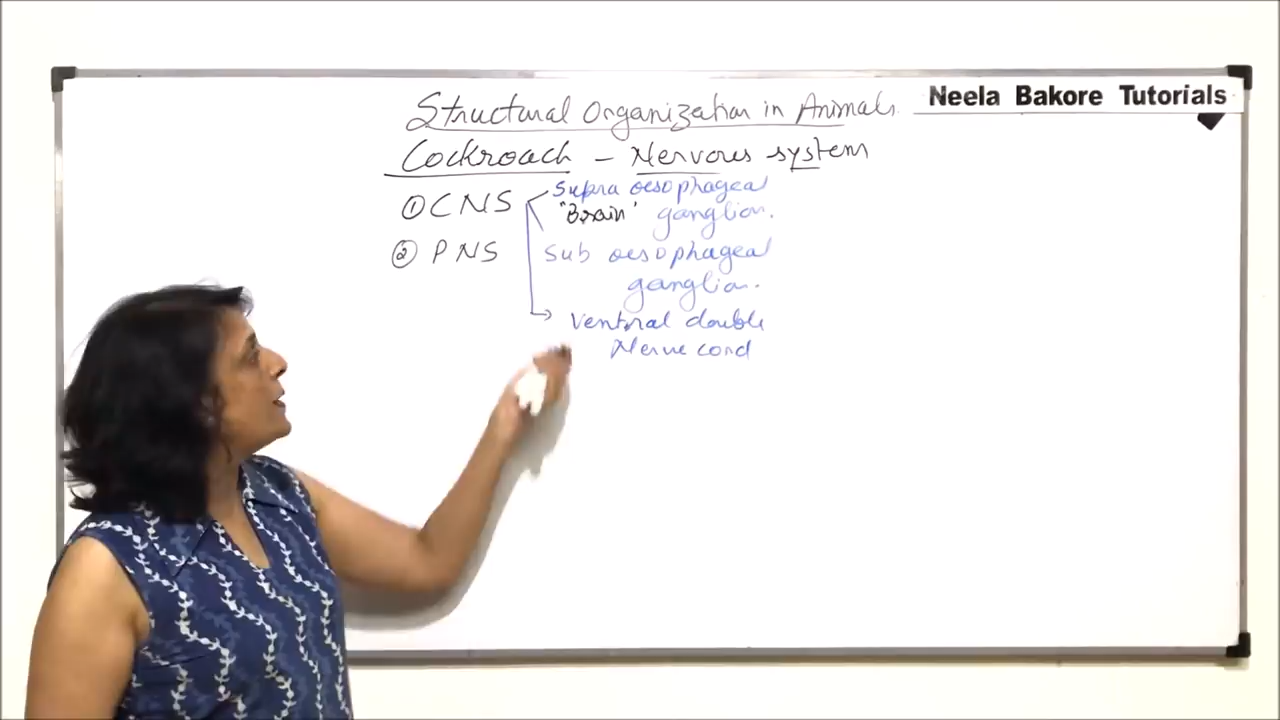 Neela Bakore Tutorials
Structural Organization in Animals.
Cockroach – Nervous system
① CNS
Supra oesophageal
"Brain" ganglion.
② PNS
Sub oesophageal
ganglion.
Ventral double
Nerve cord